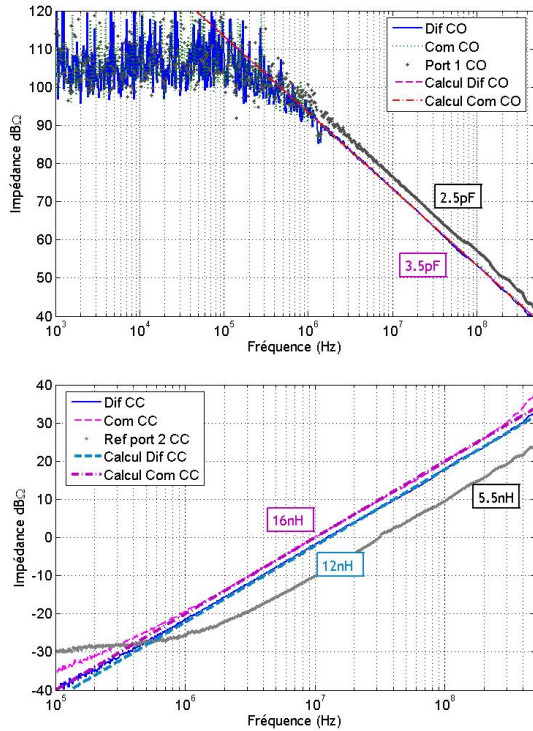 120
110
100
90
80
70
60
50
40
Impédance dBΩ
Dif CO
Com CO
Port 1 CO
Calcul Dif CO
Calcul Com CO
2.5pF
3.5pF
10³
10⁴
10⁵
10⁶
10⁷
10⁸
Fréquence (Hz)
40
30
20
10
0
-10
-20
-30
-40
Impédance dBΩ
Dif CC
Com CC
Ref port 2 CC
Calcul Dif CC
Calcul Com CC
16nH
5.5nH
12nH
10⁵
10⁶
10⁷
10⁸
Fréquence (Hz)